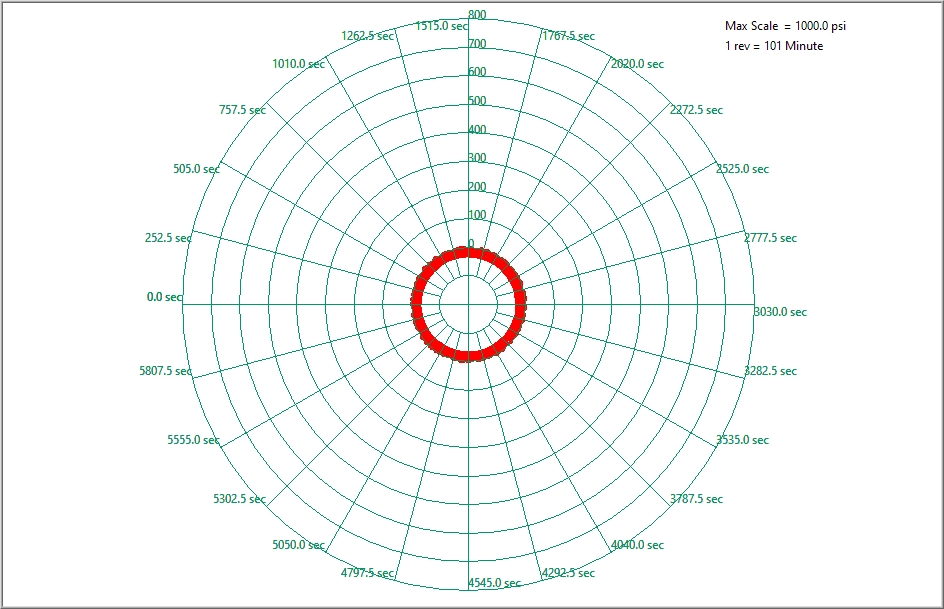 800
Max Scale = 1000.0 psi
1515.0 sec
1262.5 sec
1767.5 sec
700
1 rev = 101 Minute
1010.0 sec
2020.0 sec
600
500
757.5 sec
2272.5 sec
400
300
505.0 sec
2525.0 sec
200
100
252.5 sec
2777.5 sec
0
0.0 sec
3030.0 sec
5807.5 sec
3282.5 sec
5555.0 sec
3535.0 sec
5302.5 sec
3787.5 sec
5050.0 sec
4040.0 sec
4797.5 sec
4292.5 sec
4545.0 sec